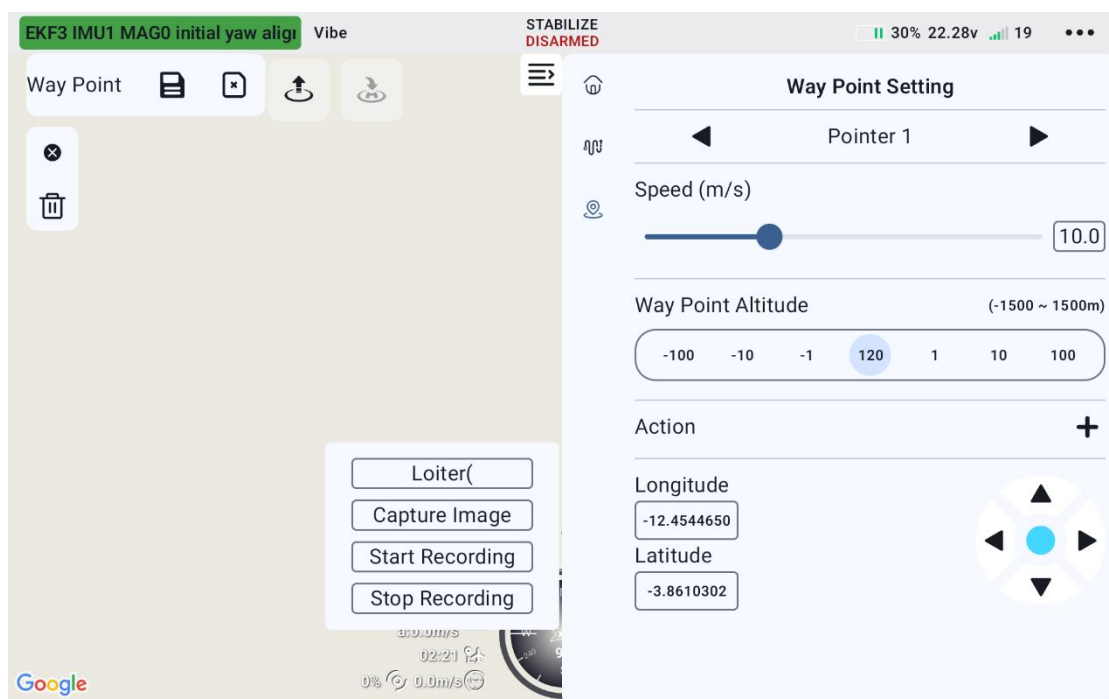 EKF3 IMU1 MAG0 initial yaw alig
Vibe
STABILIZE
DISARMED
30% 22.28v 19
Way Point
Way Point Setting
Pointer 1
Speed (m/s)
10.0
Way Point Altitude (-1500 ~ 1500m)
-100 -10 -1 120 1 10 100
Action
Loiter(
Capture Image
Start Recording
Stop Recording
Longitude
-12.4544650
Latitude
-3.8610302
02:21
0% 0.0m/s
W
240
Google